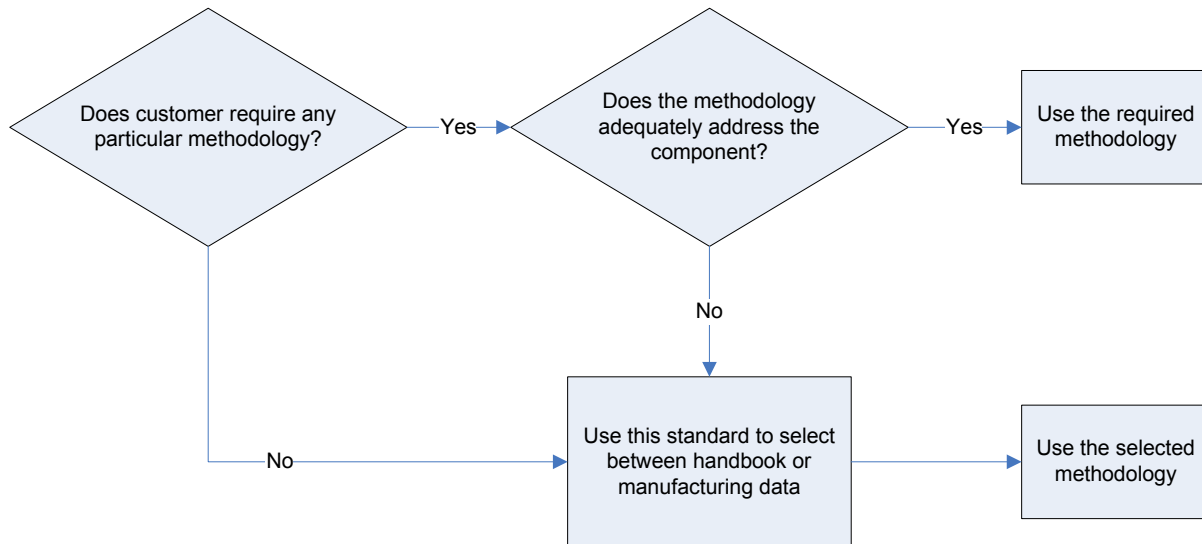 Does customer require any
particular methodology?
Yes
Does the methodology
adequately address the
component?
Yes
Use the required
methodology
No
No
Use this standard to select
between handbook or
manufacturing data
Use the selected
methodology